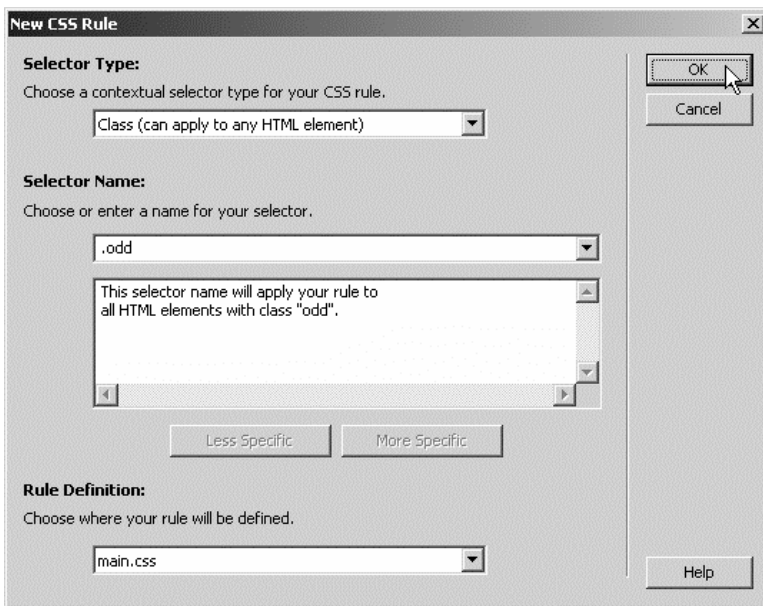 New CSS Rule
Selector Type:
Choose a contextual selector type for your CSS rule.
Class (can apply to any HTML element)
OK
Cancel
Selector Name:
Choose or enter a name for your selector.
.odd
This selector name will apply your rule to
all HTML elements with class "odd".
Less Specific
More Specific
Rule Definition:
Choose where your rule will be defined.
main.css
Help